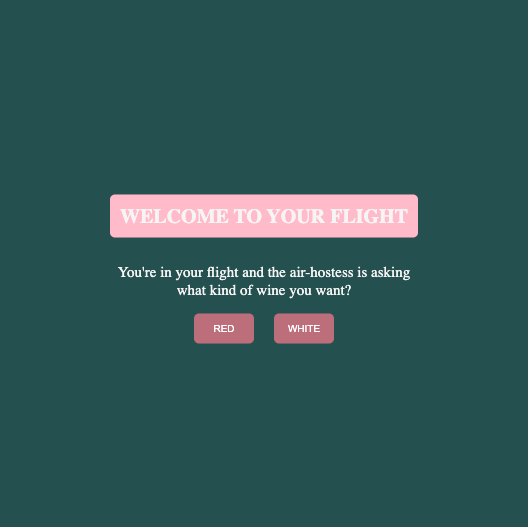 WELCOME TO YOUR FLIGHT
You're in your flight and the air-hostess is asking
what kind of wine you want?
RED
WHITE